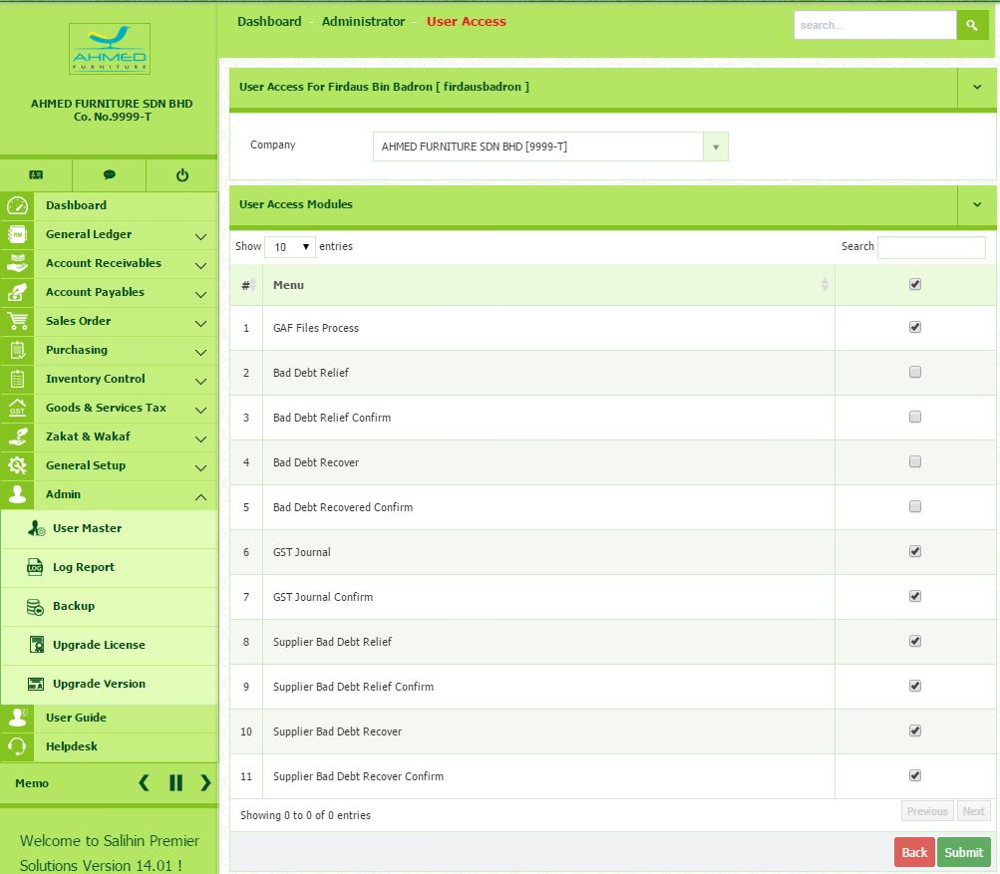 AHMED
FURNITURE
AHMED FURNITURE SDN BHD
Co. No.9999-T
RM
Dashboard
General Ledger
Account Receivables
Account Payables
Sales Order
Purchasing
Inventory Control
GST
Goods & Services Tax
Zakat & Wakaf
General Setup
Admin
User Master
LOG
Log Report
Backup
Upgrade License
Upgrade Version
User Guide
Helpdesk
Memo
Welcome to Salihin Premier
Solutions Version 14.01 !
Dashboard - Administrator - User Access
search...
User Access For Firdaus Bin Badron [ firdausbadron ]
Company AHMED FURNITURE SDN BHD [9999-T]
User Access Modules
Show 10 entries Search
# Menu
1 GAF Files Process
2 Bad Debt Relief
3 Bad Debt Relief Confirm
4 Bad Debt Recover
5 Bad Debt Recovered Confirm
6 GST Journal
7 GST Journal Confirm
8 Supplier Bad Debt Relief
9 Supplier Bad Debt Relief Confirm
10 Supplier Bad Debt Recover
11 Supplier Bad Debt Recover Confirm
Showing 0 to 0 of 0 entries Previous Next
Back Submit